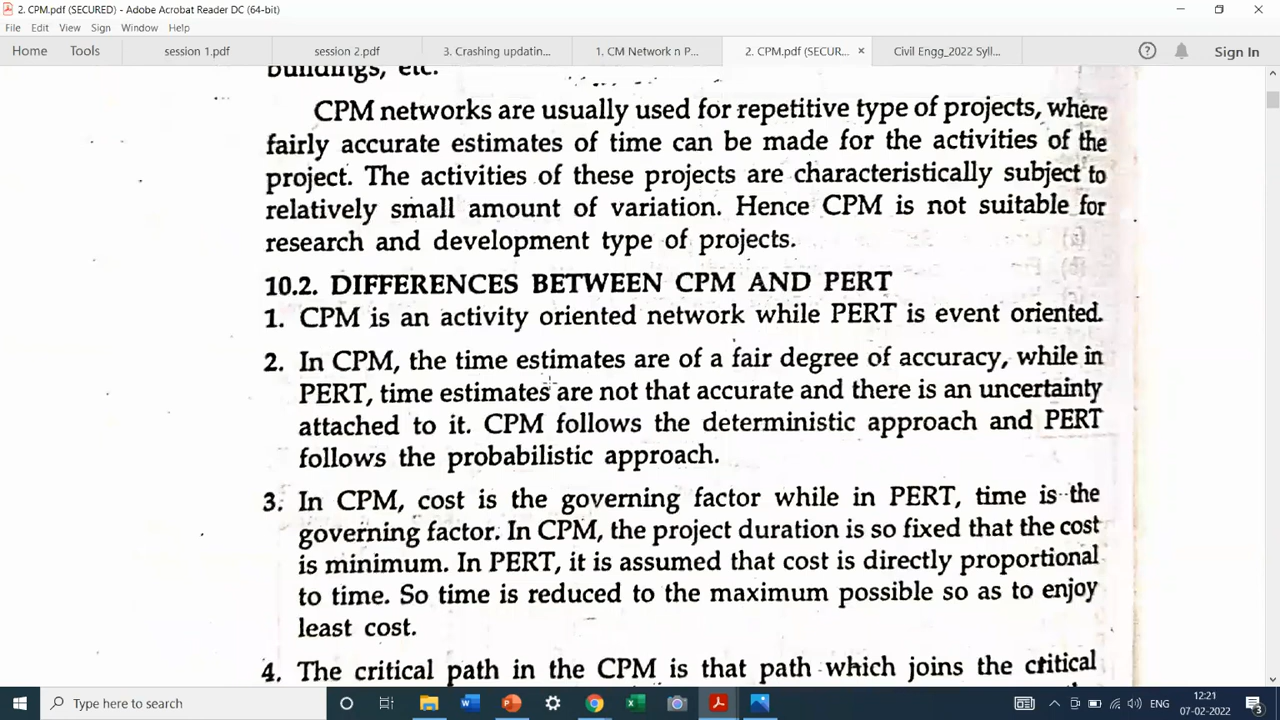 2. CPM.pdf (SECURED) - Adobe Acrobat Reader DC (64-bit)
File Edit View Sign Window Help
Home Tools session 1.pdf session 2.pdf 3. Crashing updatin... 1. CM Network n P... 2. CPM.pdf (SECUR... × Civil Engg_2022 Syll... Sign In
buildings, etc.
CPM networks are usually used for repetitive type of projects, where
fairly accurate estimates of time can be made for the activities of the
project. The activities of these projects are characteristically subject to
relatively small amount of variation. Hence CPM is not suitable for
research and development type of projects.
10.2. DIFFERENCES BETWEEN CPM AND PERT
1. CPM is an activity oriented network while PERT is event oriented.
2. In CPM, the time estimates are of a fair degree of accuracy, while in
PERT, time estimates are not that accurate and there is an uncertainty
attached to it. CPM follows the deterministic approach and PERT
follows the probabilistic approach.
3. In CPM, cost is the governing factor while in PERT, time is the
governing factor. In CPM, the project duration is so fixed that the cost
is minimum. In PERT, it is assumed that cost is directly proportional
to time. So time is reduced to the maximum possible so as to enjoy
least cost.
4. The critical path in the CPM is that path which joins the critical
Type here to search
ENG
12:21
07-02-2022
3